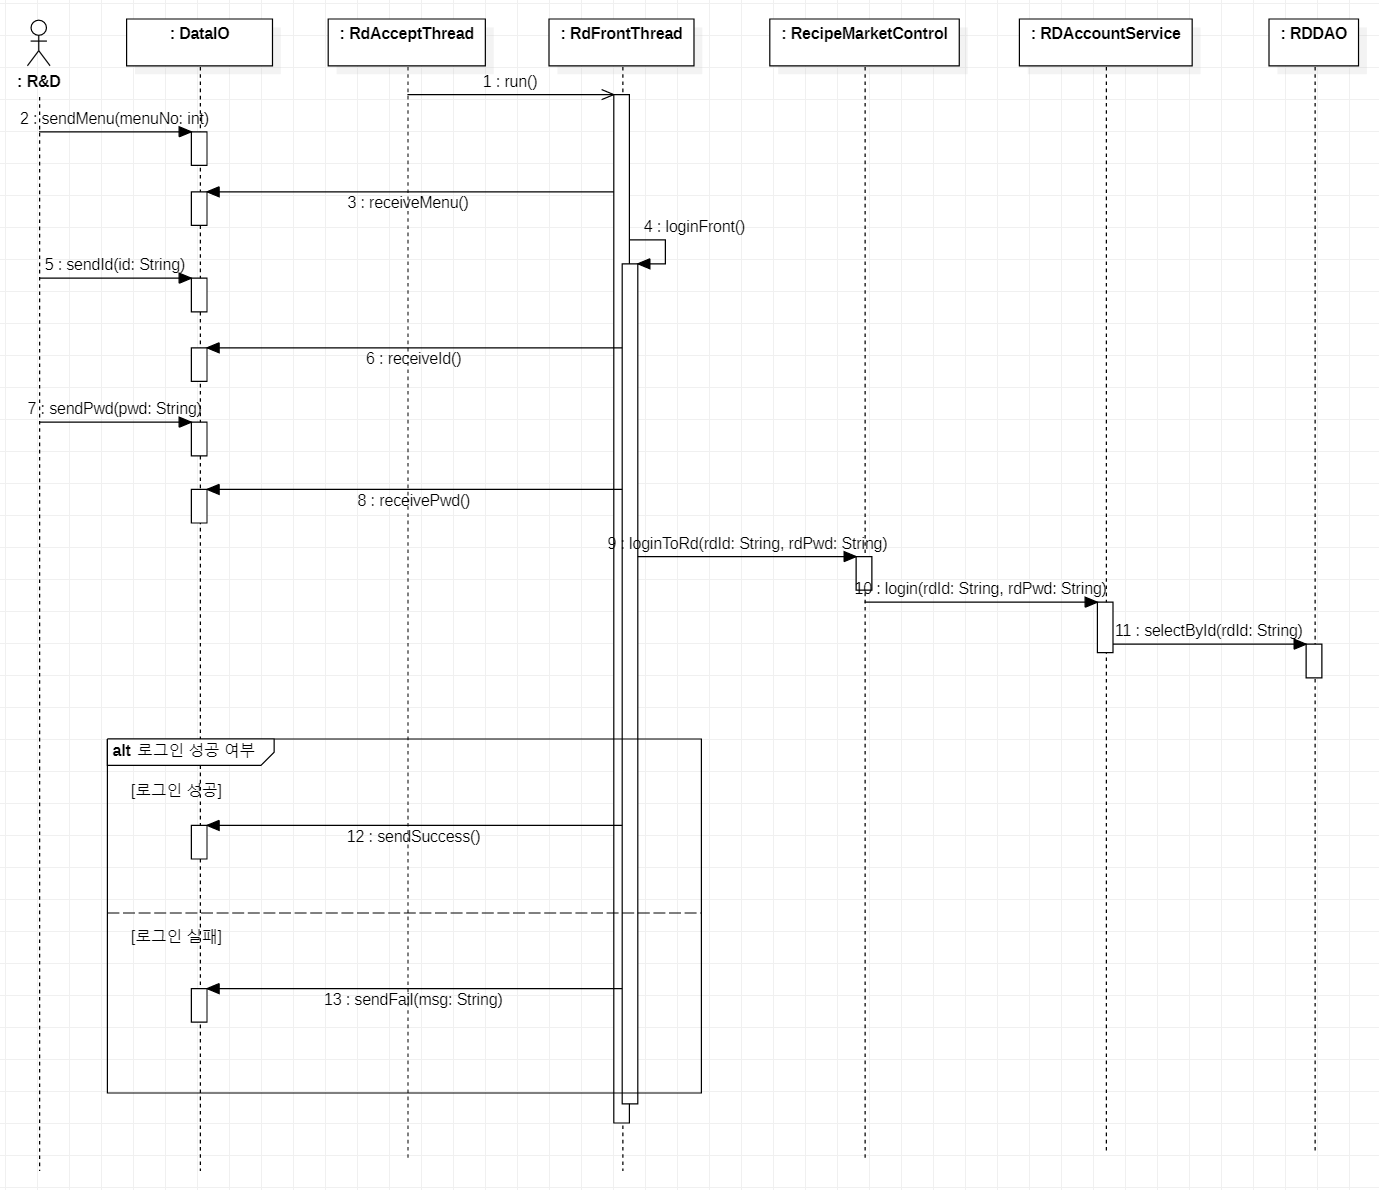 : R&D
: DataIO
: RdAcceptThread
: RdFrontThread
: RecipeMarketControl
: RDAccountService
: RDDAO
1 : run()
2 : sendMenu(menuNo: int)
3 : receiveMenu()
4 : loginFront()
5 : sendId(id: String)
6 : receiveId()
7 : sendPwd(pwd: String)
8 : receivePwd()
9 : loginToRd(rdId: String, rdPwd: String)
10 : login(rdId: String, rdPwd: String)
11 : selectById(rdId: String)
alt 로그인 성공 여부
[로그인 성공]
12 : sendSuccess()
[로그인 실패]
13 : sendFail(msg: String)